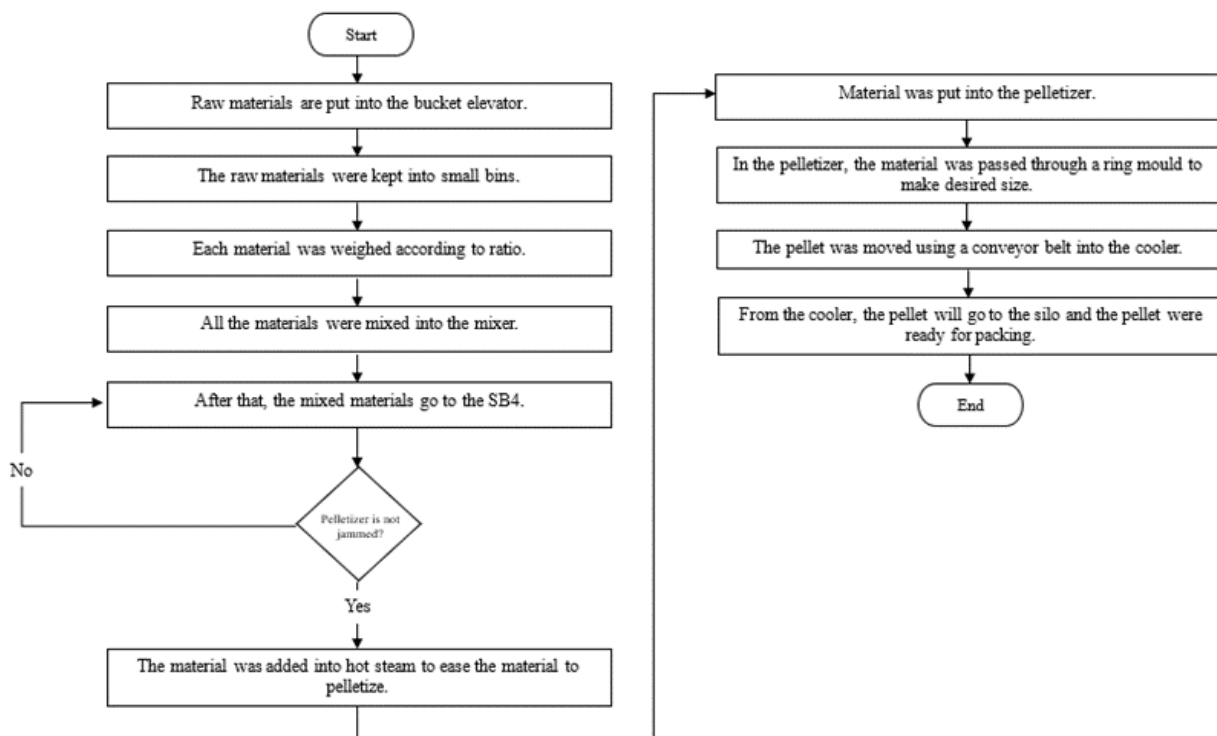 Start
Raw materials are put into the bucket elevator.
The raw materials were kept into small bins.
Each material was weighed according to ratio.
All the materials were mixed into the mixer.
After that, the mixed materials go to the SB4.
No
Pelletizer is not
jammed?
Yes
The material was added into hot steam to ease the material to
pelletize.
Material was put into the pelletizer.
In the pelletizer, the material was passed through a ring mould to
make desired size.
The pellet was moved using a conveyor belt into the cooler.
From the cooler, the pellet will go to the silo and the pellet were
ready for packing.
End